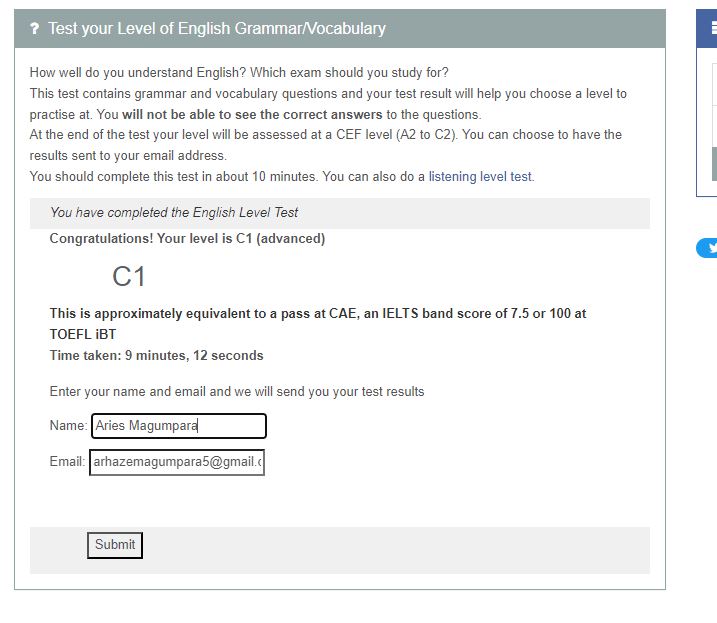 ? Test your Level of English Grammar/Vocabulary
How well do you understand English? Which exam should you study for?
This test contains grammar and vocabulary questions and your test result will help you choose a level to
practise at. You will not be able to see the correct answers to the questions.
At the end of the test your level will be assessed at a CEF level (A2 to C2). You can choose to have the
results sent to your email address.
You should complete this test in about 10 minutes. You can also do a listening level test.
You have completed the English Level Test
Congratulations! Your level is C1 (advanced)
C1
This is approximately equivalent to a pass at CAE, an IELTS band score of 7.5 or 100 at
TOEFL iBT
Time taken: 9 minutes, 12 seconds
Enter your name and email and we will send you your test results
Name: Aries Magumpara
Email: arhazemagumpara5@gmail.c
Submit